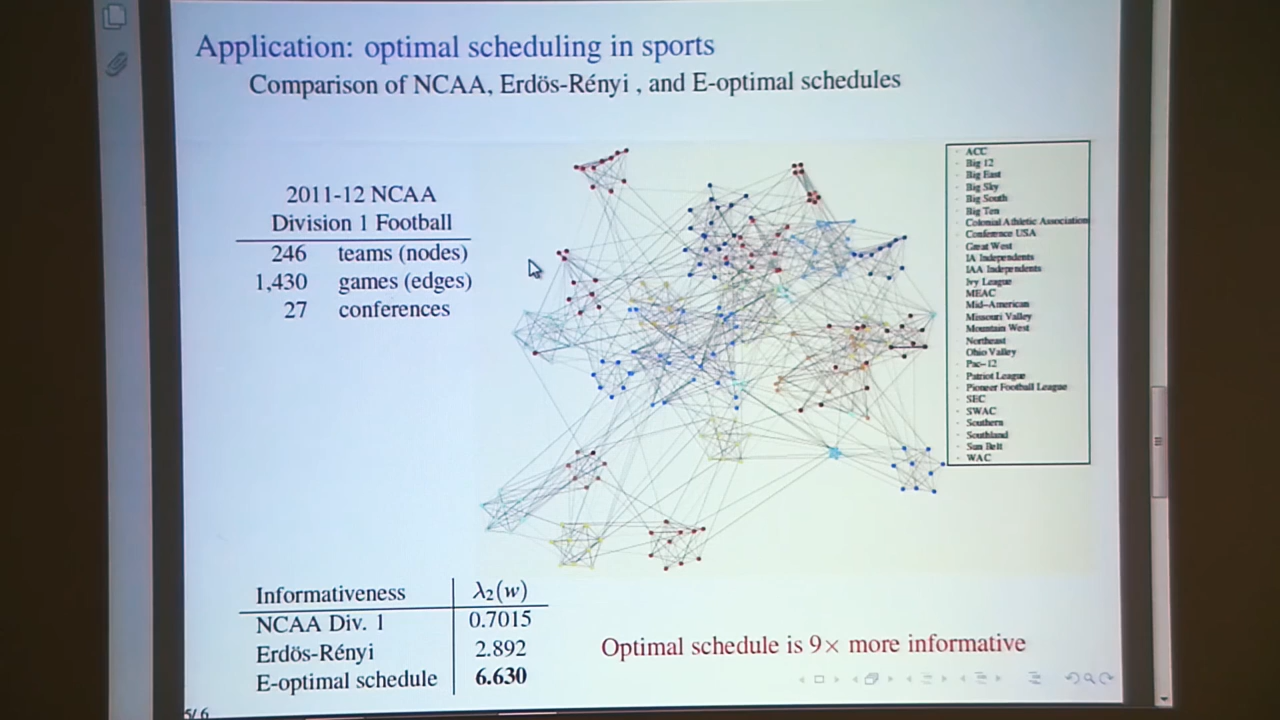 Application: optimal scheduling in sports
Comparison of NCAA, Erdös-Rényi , and E-optimal schedules
2011-12 NCAA
Division 1 Football
246 teams (nodes)
1,430 games (edges)
27 conferences
ACC
Big 12
Big East
Big Sky
Big South
Big Ten
Colonial Athletic Association
Conference USA
Great West
IA Independents
IAA Independents
Ivy League
MEAC
Mid-American
Missouri Valley
Mountain West
Northeast
Ohio Valley
Pac-12
Patriot League
Pioneer Football League
SEC
SWAC
Southern
Southland
Sun Belt
WAC
Informativeness λ₂(w)
NCAA Div. 1 0.7015
Erdös-Rényi 2.892
E-optimal schedule 6.630
Optimal schedule is 9× more informative
5/ 6